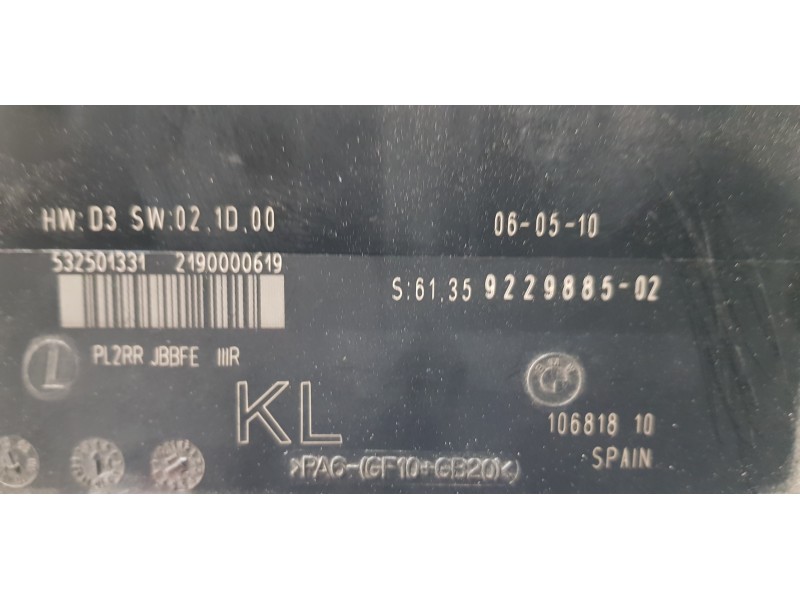 HW:D3 SW:02.1D.00
06-05-10
532501331 2190000619
S:61.35 9229885-02
PL2RR JBBFE IIIR
KL
106818 10
SPAIN
>PA6-(GF10+GB20)<